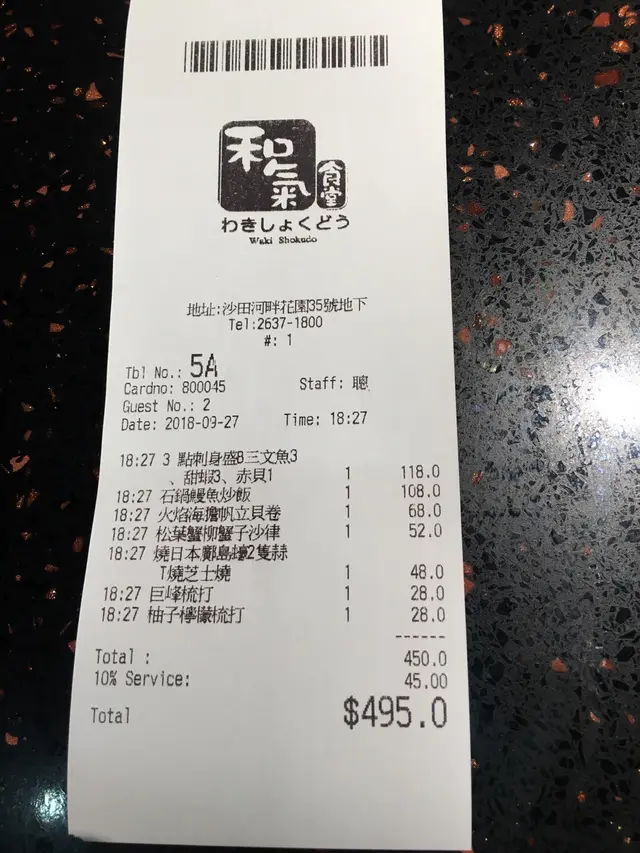 和氣
食堂
わきしょくどう
Waki Shokudo
地址:沙田河畔花園35號地下
Tel:2637-1800
#: 1
Tbl No.: 5A
Cardno: 800045 Staff: 聰
Guest No.: 2
Date: 2018-09-27 Time: 18:27
18:27 3 點刺身盛B三文魚3
、甜蝦3、赤貝1 1 118.0
18:27 石鍋鰻魚炒飯 1 108.0
18:27 火焰海膽帆立貝卷 1 68.0
18:27 松葉蟹柳蟹子沙律 1 52.0
18:27 燒日本廣島蠔2隻赫
T燒芝士燒 1 48.0
18:27 巨峰梳打 1 28.0
18:27 柚子檸檬梳打 1 28.0
------
Total : 450.0
10% Service: 45.00
Total $495.0